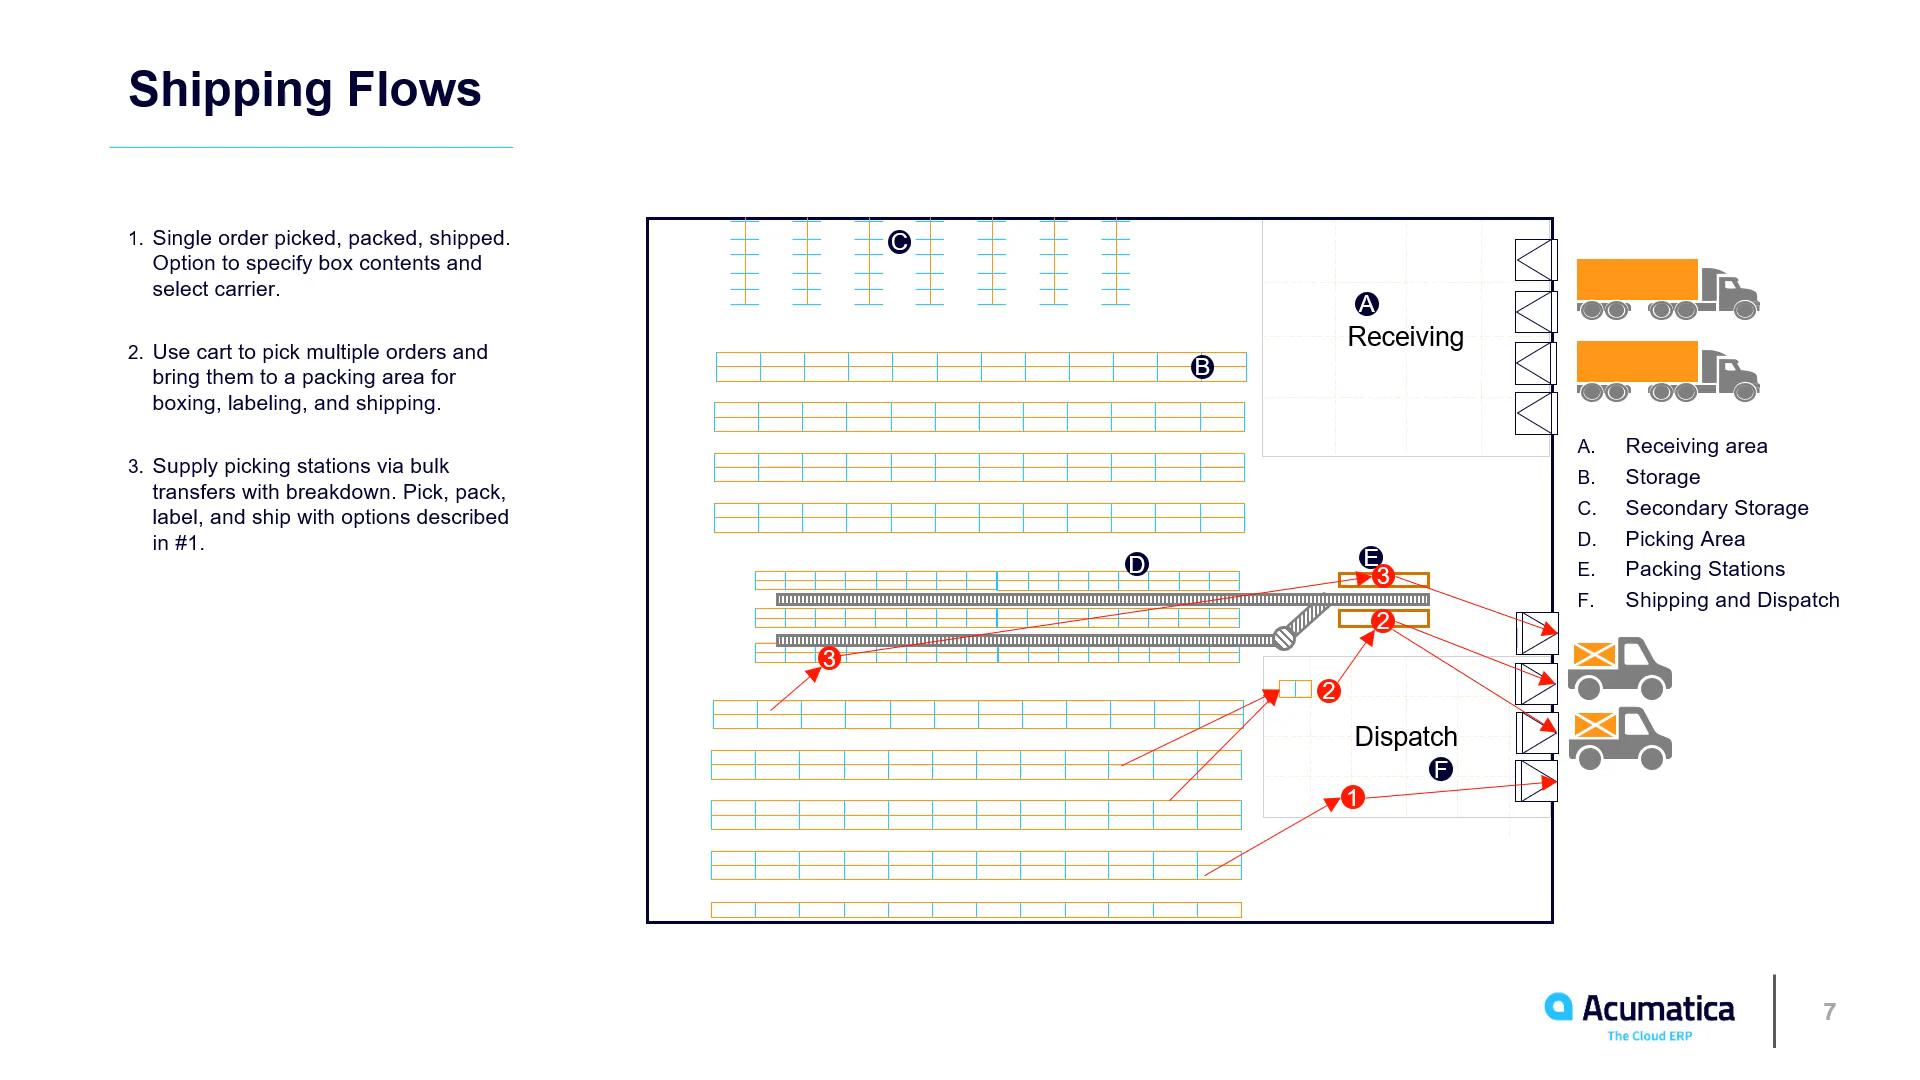 Shipping Flows
1. Single order picked, packed, shipped.
Option to specify box contents and
select carrier.
2. Use cart to pick multiple orders and
bring them to a packing area for
boxing, labeling, and shipping.
3. Supply picking stations via bulk
transfers with breakdown. Pick, pack,
label, and ship with options described
in #1.
C
A
Receiving
B
D
E
3
2
3
2
Dispatch
F
1
A. Receiving area
B. Storage
C. Secondary Storage
D. Picking Area
E. Packing Stations
F. Shipping and Dispatch
Acumatica
The Cloud ERP
7